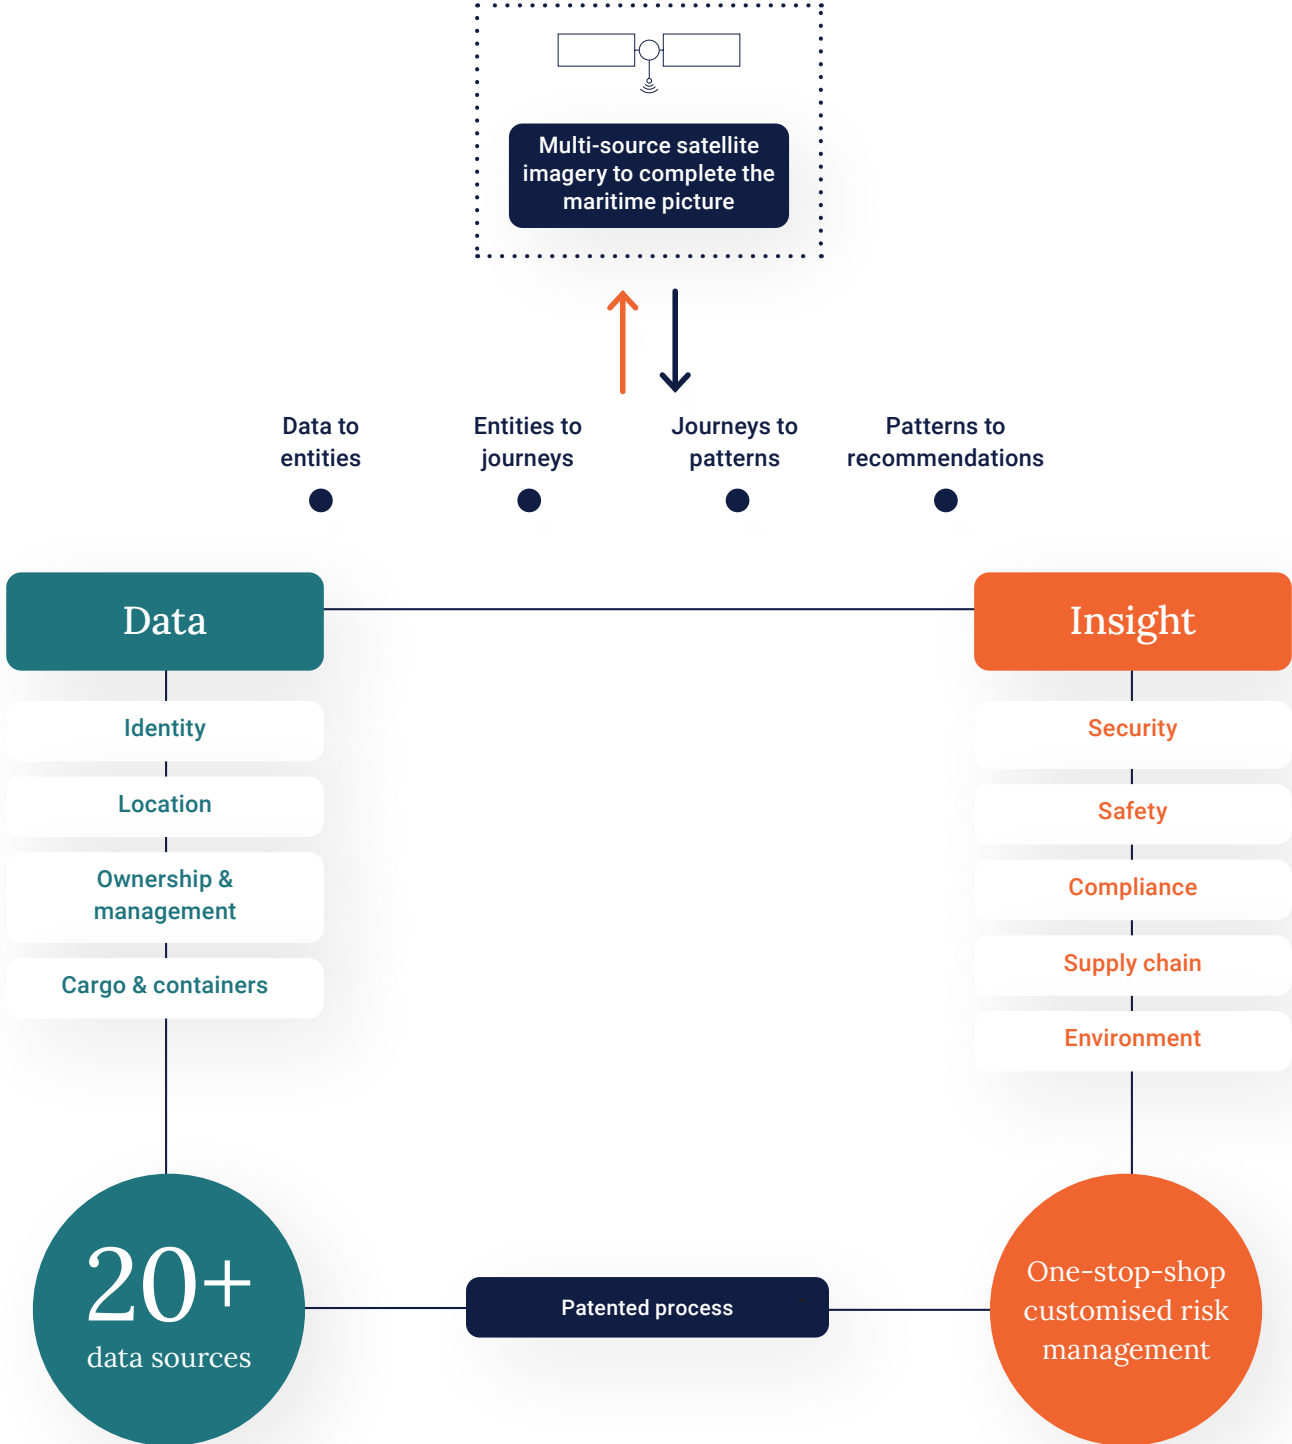 Multi-source satellite
imagery to complete the
maritime picture
Data to
entities
Entities to
journeys
Journeys to
patterns
Patterns to
recommendations
Data
Identity
Location
Ownership &
management
Cargo & containers
20+
data sources
Patented process
Insight
Security
Safety
Compliance
Supply chain
Environment
One-stop-shop
customised risk
management